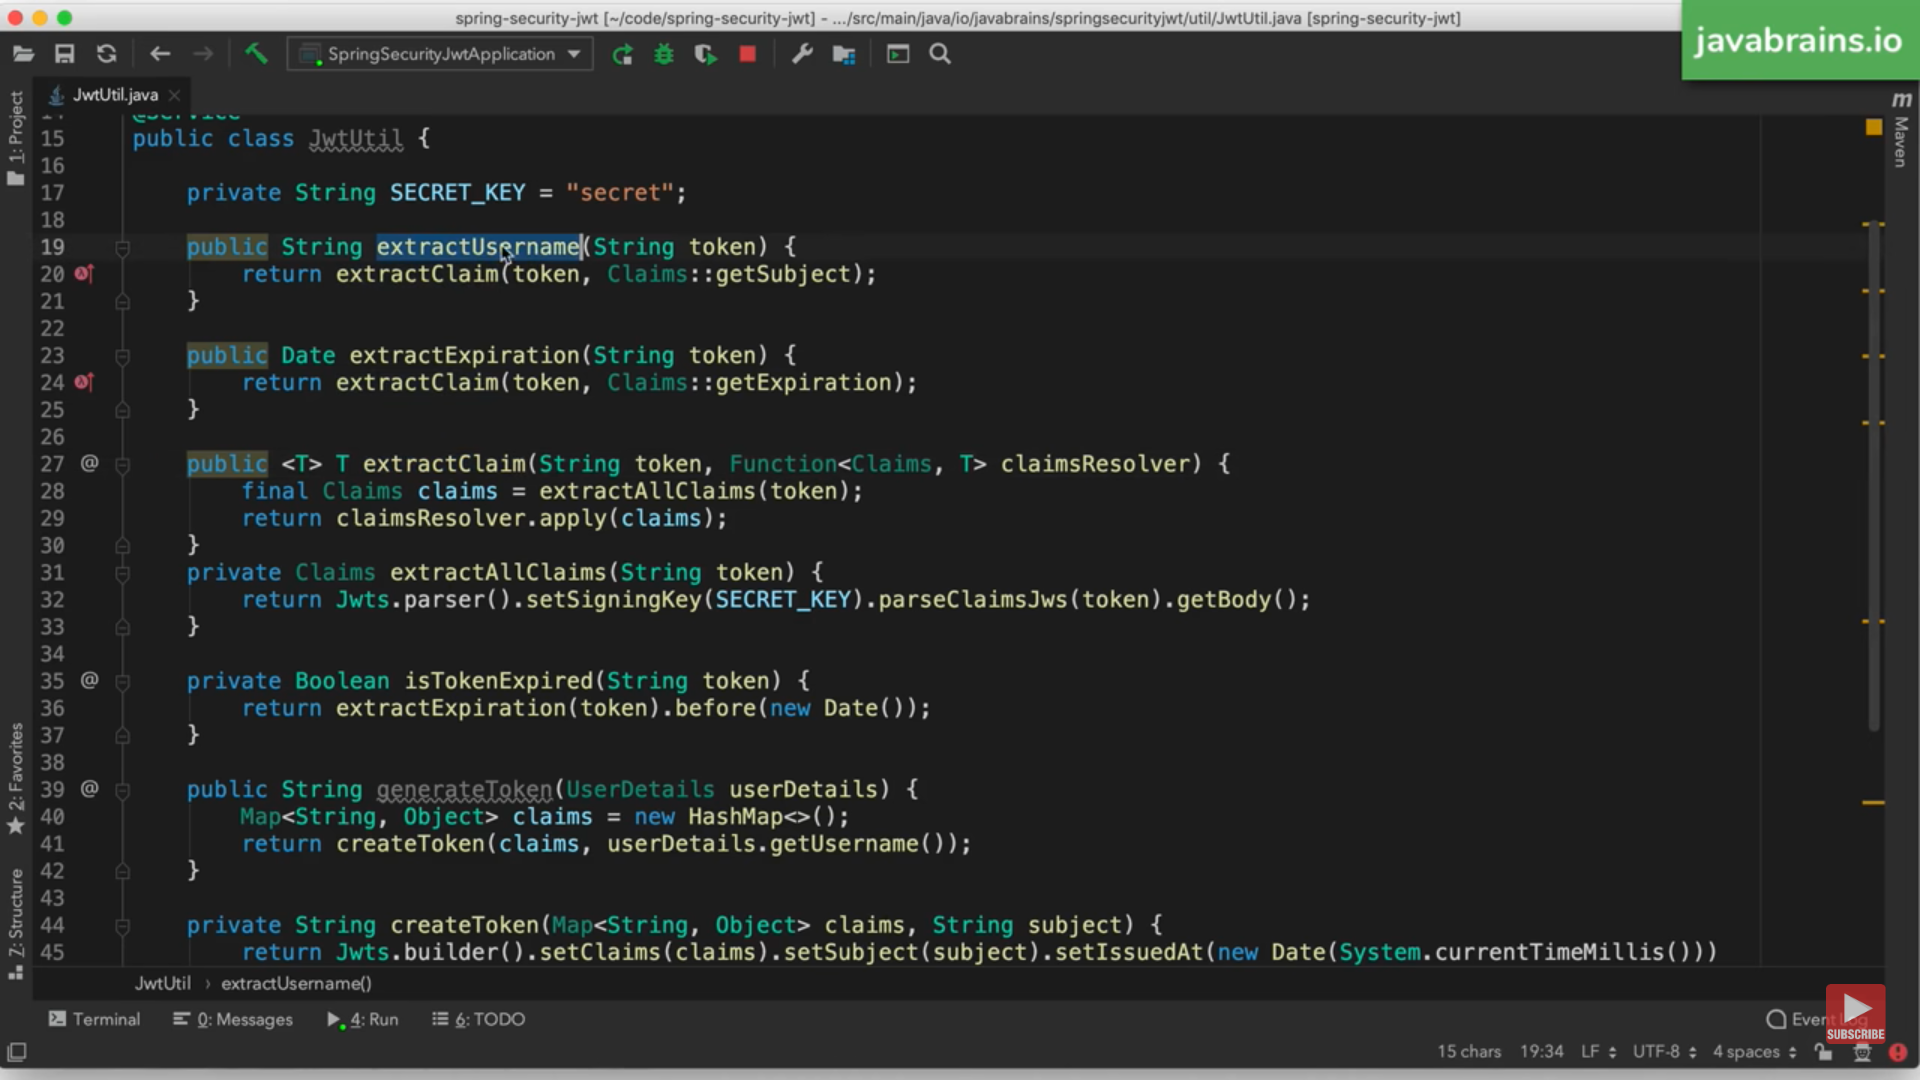 spring-security-jwt [~/code/spring-security-jwt] - .../src/main/java/io/javabrains/springsecurityjwt/util/JwtUtil.java [spring-security-jwt]
javabrains.io
SpringSecurityJwtApplication
JwtUtil.java
1: Project
m
Maven
14 @Service
15 public class JwtUtil {
16
17 private String SECRET_KEY = "secret";
18
19 public String extractUsername(String token) {
20 return extractClaim(token, Claims::getSubject);
21 }
22
23 public Date extractExpiration(String token) {
24 return extractClaim(token, Claims::getExpiration);
25 }
26
27 @ public <T> T extractClaim(String token, Function<Claims, T> claimsResolver) {
28 final Claims claims = extractAllClaims(token);
29 return claimsResolver.apply(claims);
30 }
31 private Claims extractAllClaims(String token) {
32 return Jwts.parser().setSigningKey(SECRET_KEY).parseClaimsJws(token).getBody();
33 }
34
35 @ private Boolean isTokenExpired(String token) {
36 return extractExpiration(token).before(new Date());
37 }
38
39 @ public String generateToken(UserDetails userDetails) {
40 Map<String, Object> claims = new HashMap<>();
41 return createToken(claims, userDetails.getUsername());
42 }
43
44 private String createToken(Map<String, Object> claims, String subject) {
45 return Jwts.builder().setClaims(claims).setSubject(subject).setIssuedAt(new Date(System.currentTimeMillis()))
2: Favorites
7: Structure
JwtUtil › extractUsername()
Terminal 0: Messages 4: Run 6: TODO
Event Log
SUBSCRIBE
15 chars 19:34 LF UTF-8 4 spaces